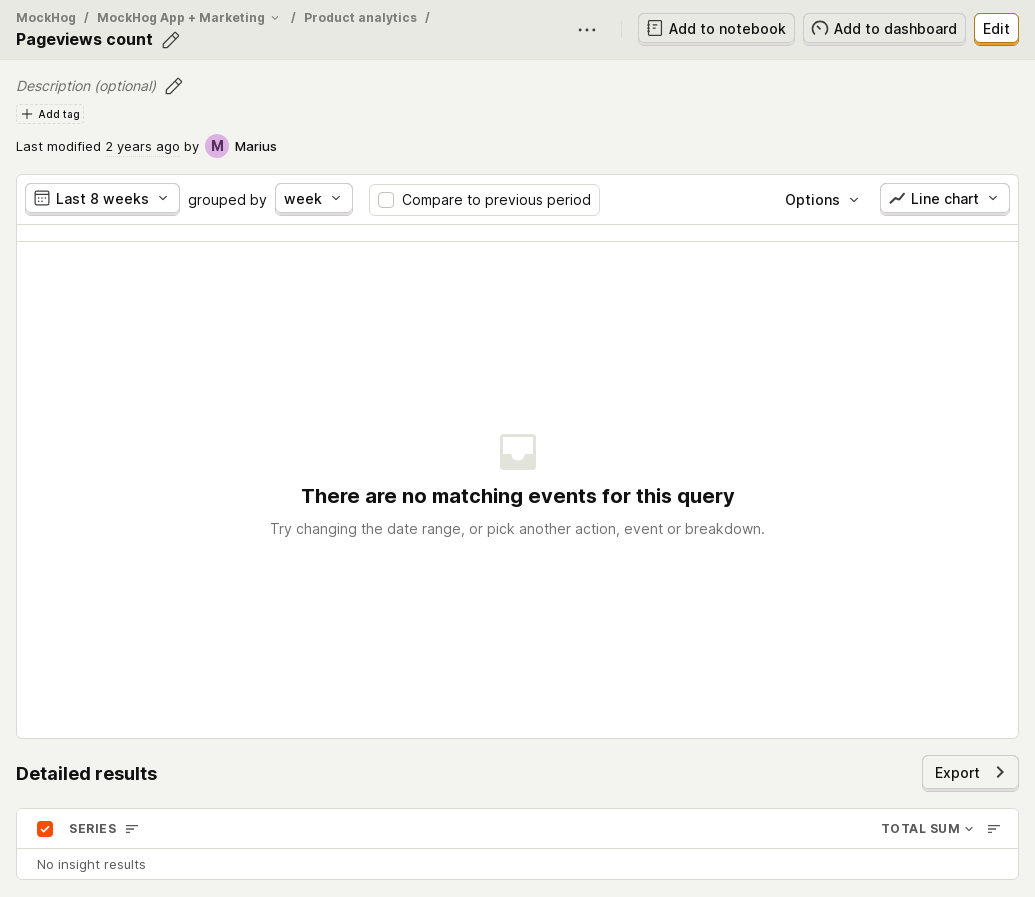 MockHog / MockHog App + Marketing / Product analytics /
Pageviews count
Add to notebook
Add to dashboard
Edit
Description (optional)
Add tag
Last modified 2 years ago by M Marius
Last 8 weeks grouped by week Compare to previous period Options Line chart
There are no matching events for this query
Try changing the date range, or pick another action, event or breakdown.
Detailed results
Export
SERIES TOTAL SUM
No insight results